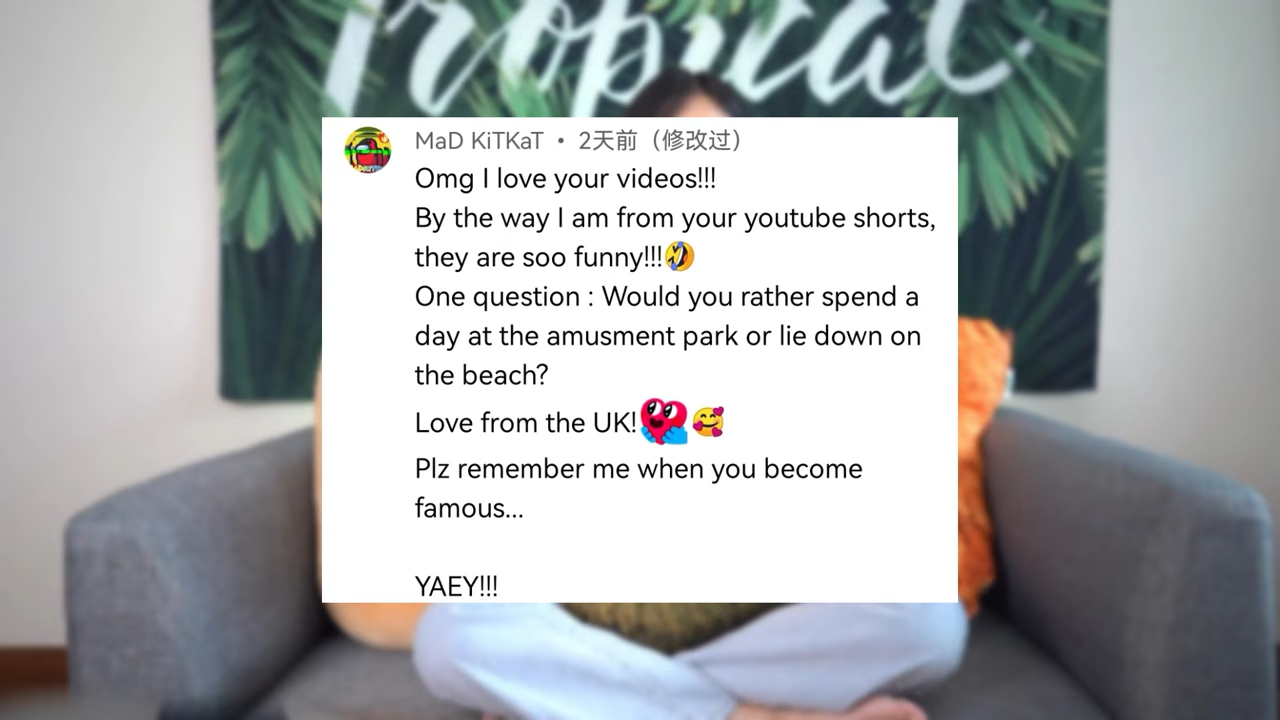 Tropical
MaD KiTKaT • 2天前（修改过）
Omg I love your videos!!!
By the way I am from your youtube shorts,
they are soo funny!!!🤣
One question : Would you rather spend a
day at the amusment park or lie down on
the beach?
Love from the UK!🥰
Plz remember me when you become
famous...
YAEY!!!